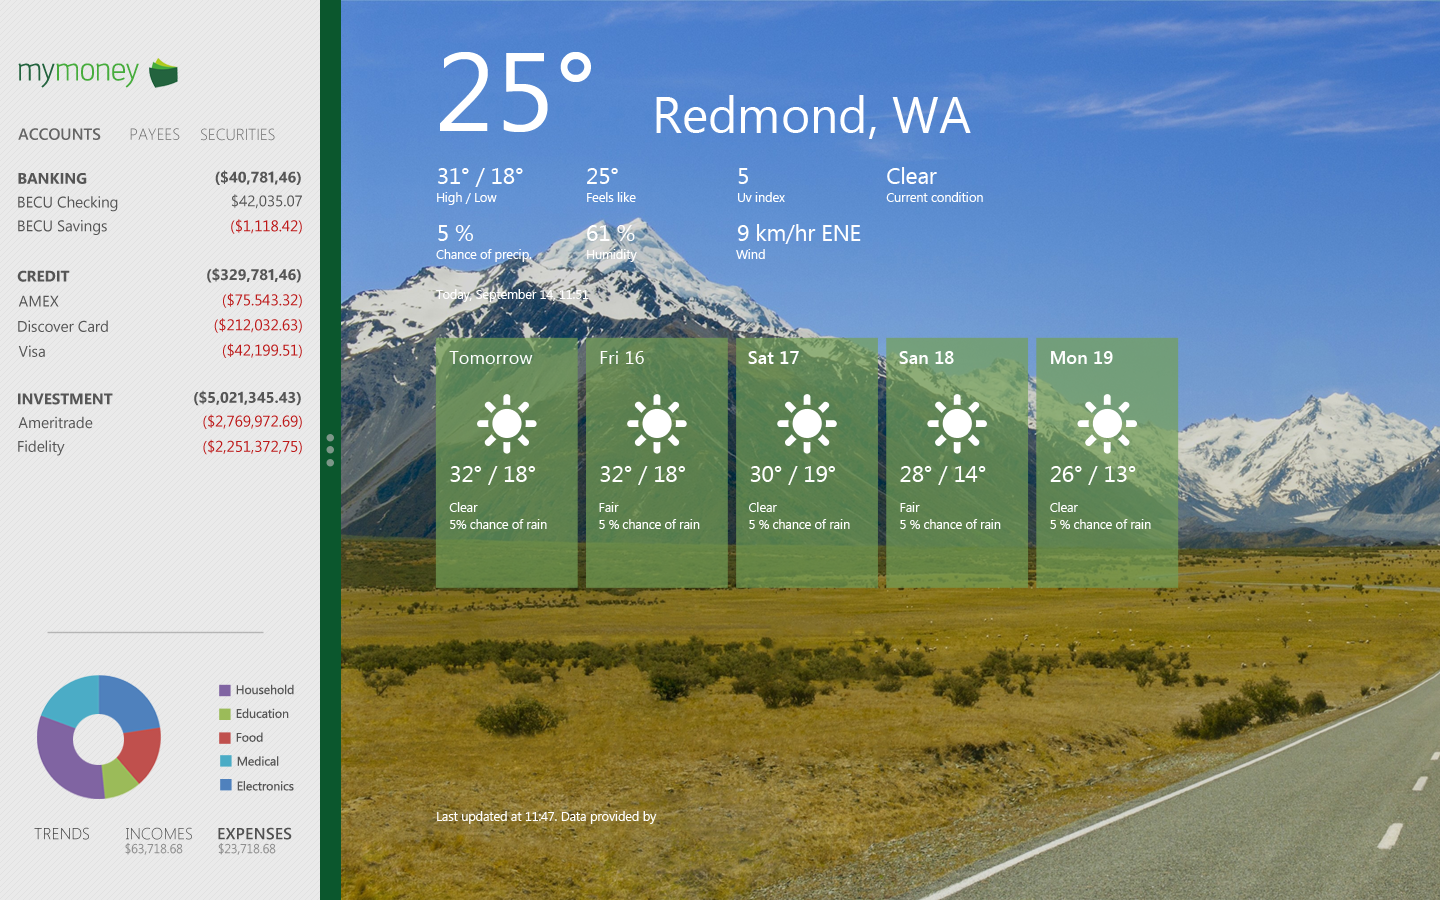 mymoney
ACCOUNTS PAYEES SECURITIES
BANKING ($40,781,46)
BECU Checking $42,035.07
BECU Savings ($1,118.42)
CREDIT ($329,781,46)
AMEX ($75.543.32)
Discover Card ($212,032.63)
Visa ($42,199.51)
INVESTMENT ($5,021,345.43)
Ameritrade ($2,769,972.69)
Fidelity ($2,251,372,75)
Household
Education
Food
Medical
Electronics
TRENDS INCOMES EXPENSES
$63,718.68 $23,718.68
25° Redmond, WA
31° / 18° 25° 5 Clear
High / Low Feels like Uv index Current condition
5 % 61 % 9 km/hr ENE
Chance of precip. Humidity Wind
Today, September 14, 11:51
Tomorrow Fri 16 Sat 17 San 18 Mon 19
32° / 18° 32° / 18° 30° / 19° 28° / 14° 26° / 13°
Clear Fair Clear Fair Clear
5% chance of rain 5 % chance of rain 5 % chance of rain 5 % chance of rain 5 % chance of rain
Last updated at 11:47. Data provided by